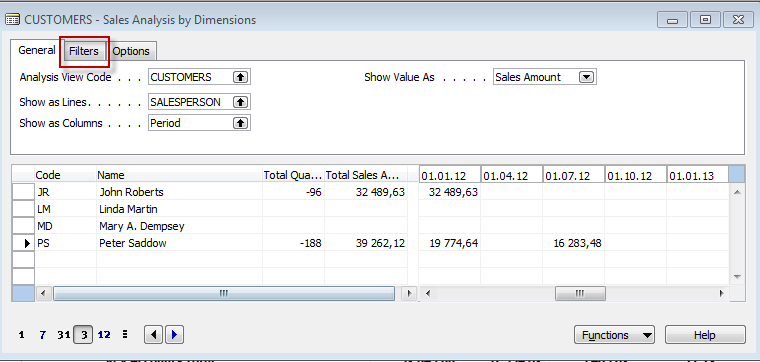 CUSTOMERS - Sales Analysis by Dimensions
General Filters Options
Analysis View Code . . . CUSTOMERS Show Value As . . . . . Sales Amount
Show as Lines. . . . . . SALESPERSON
Show as Columns . . . . Period
Code Name Total Qua... Total Sales A... 01.01.12 01.04.12 01.07.12 01.10.12 01.01.13
JR John Roberts -96 32 489,63 32 489,63
LM Linda Martin
MD Mary A. Dempsey
PS Peter Saddow -188 39 262,12 19 774,64 16 283,48
1 7 31 3 12 Functions Help